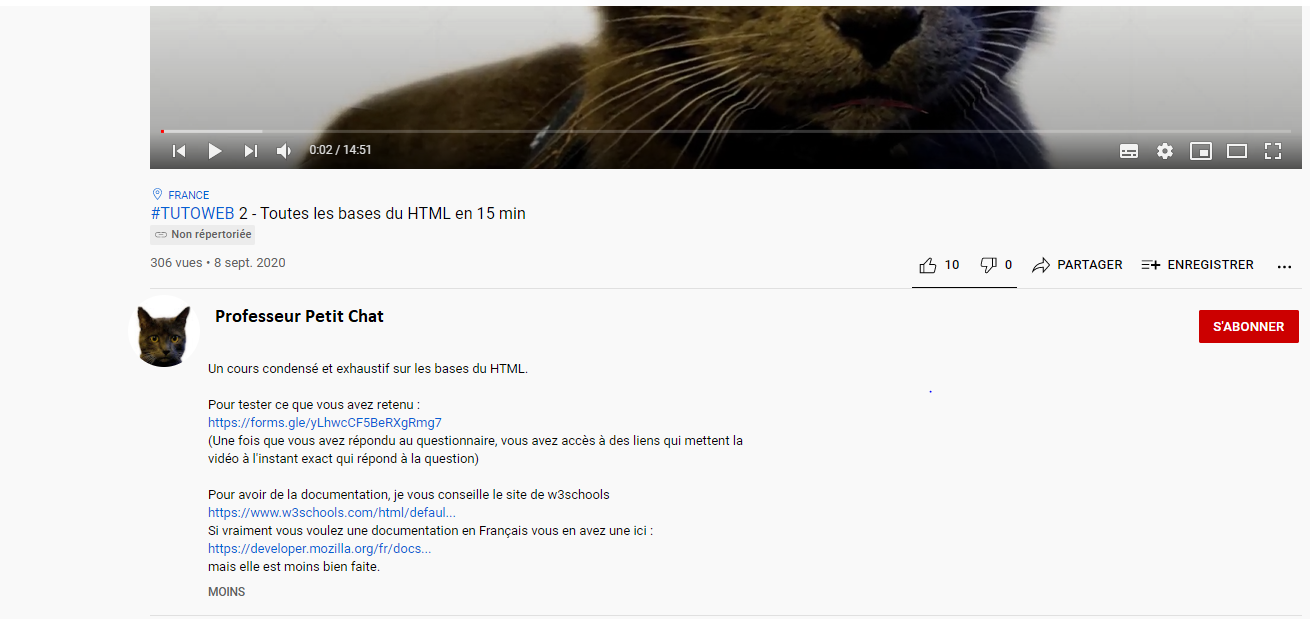 0:02 / 14:51
FRANCE
#TUTOWEB 2 - Toutes les bases du HTML en 15 min
Non répertoriée
306 vues • 8 sept. 2020
10
0
PARTAGER
ENREGISTRER
Professeur Petit Chat
S'ABONNER
Un cours condensé et exhaustif sur les bases du HTML.
Pour tester ce que vous avez retenu :
https://forms.gle/yLhwcCF5BeRXgRmg7
(Une fois que vous avez répondu au questionnaire, vous avez accès à des liens qui mettent la
vidéo à l'instant exact qui répond à la question)
Pour avoir de la documentation, je vous conseille le site de w3schools
https://www.w3schools.com/html/defaul...
Si vraiment vous voulez une documentation en Français vous en avez une ici :
https://developer.mozilla.org/fr/docs...
mais elle est moins bien faite.
MOINS